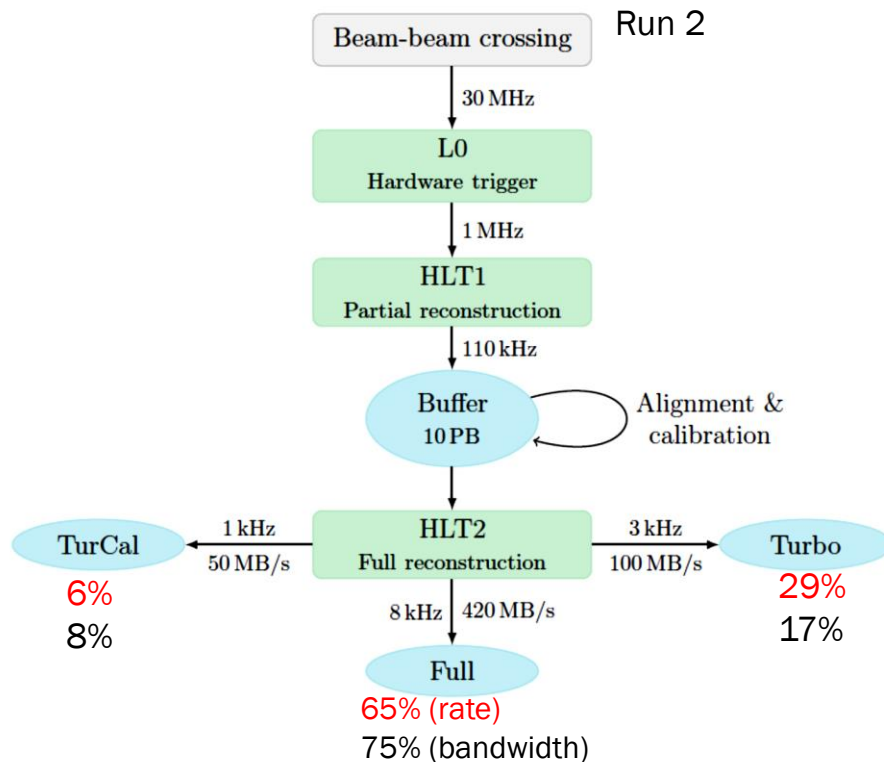 Run 2
Beam-beam crossing
30 MHz
L0
Hardware trigger
1 MHz
HLT1
Partial reconstruction
110 kHz
Buffer
10 PB
Alignment &
calibration
TurCal
1 kHz
50 MB/s
HLT2
Full reconstruction
3 kHz
100 MB/s
Turbo
6%
8%
29%
17%
8 kHz
420 MB/s
Full
65% (rate)
75% (bandwidth)